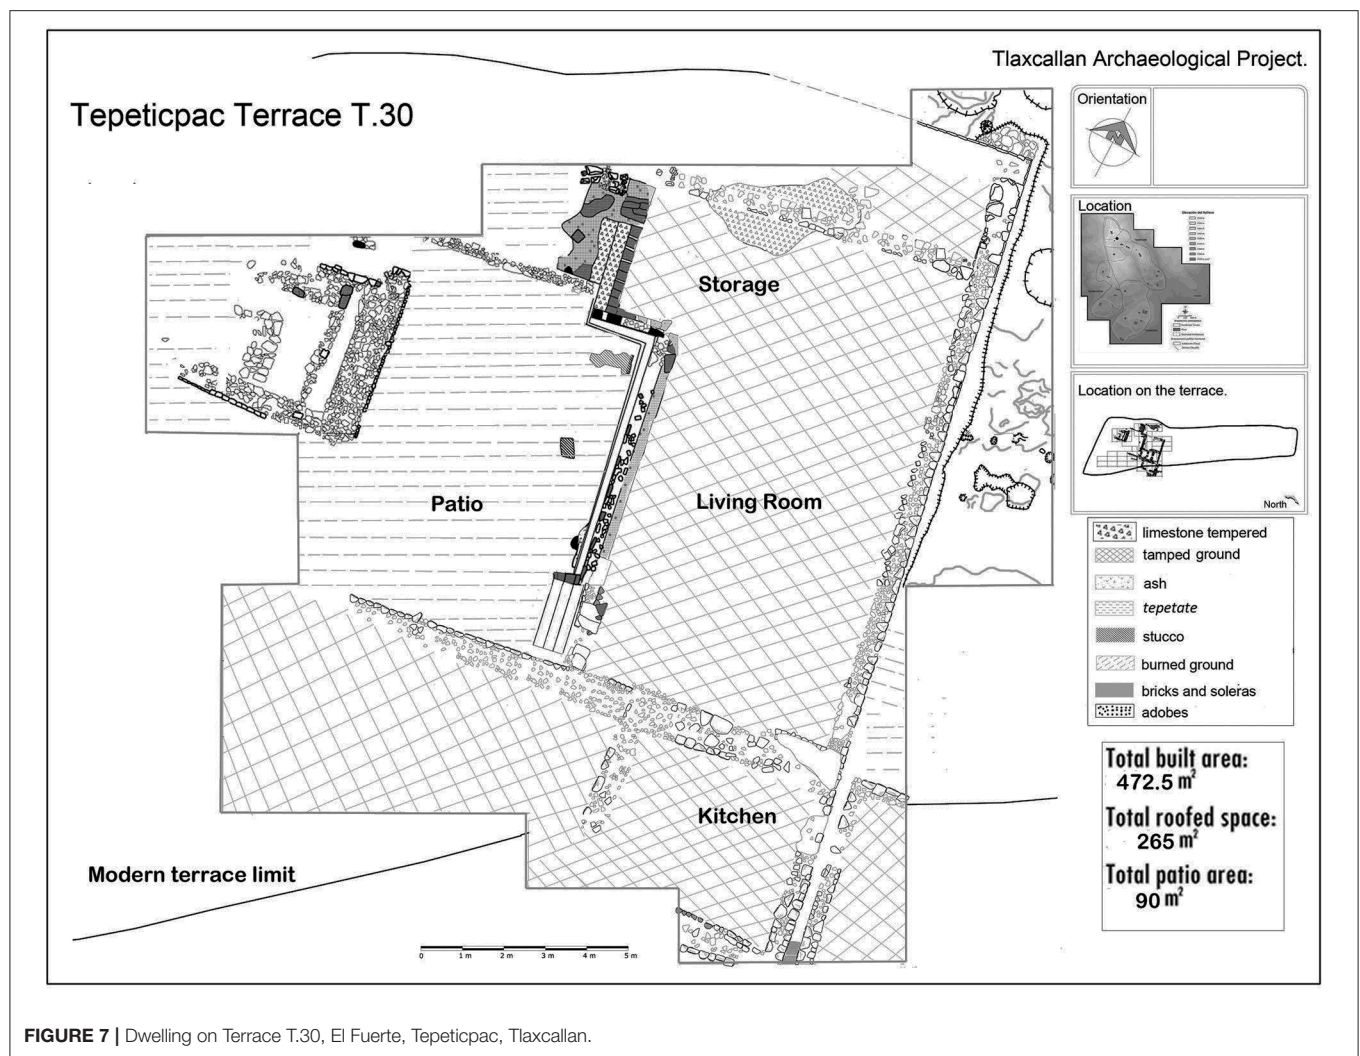 Tlaxcallan Archaeological Project.
Tepeticpac Terrace T.30
Orientation
N
Location
Location on the terrace.
North
Storage
Living Room
Patio
Kitchen
Modern terrace limit
limestone tempered
tamped ground
ash
tepetate
stucco
burned ground
bricks and soleras
adobes
Total built area:
472.5 m²
Total roofed space:
265 m²
Total patio area:
90 m²
0 1 m 2 m 3 m 4 m 5 m
FIGURE 7 | Dwelling on Terrace T.30, El Fuerte, Tepeticpac, Tlaxcallan.